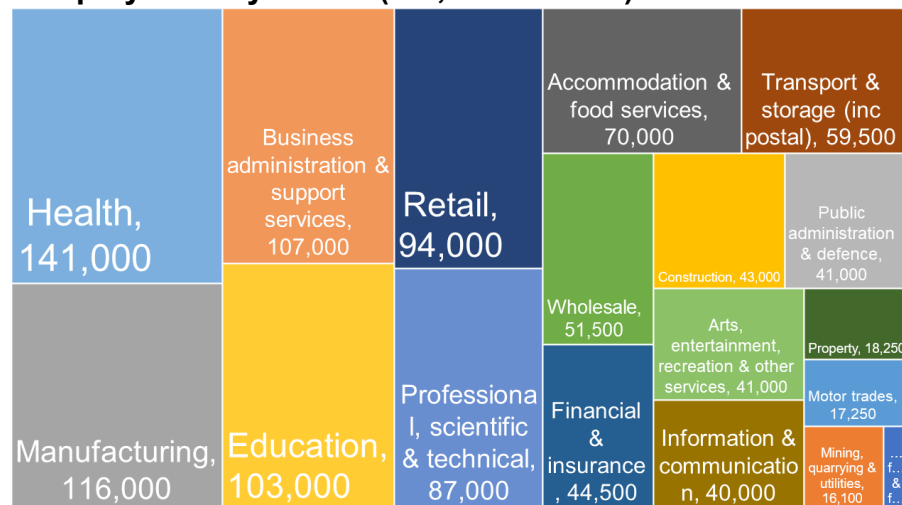 Health,
141,000
Manufacturing,
116,000
Business
administration &
support
services,
107,000
Education,
103,000
Retail,
94,000
Professiona
l, scientific
& technical,
87,000
Accommodation &
food services,
70,000
Transport &
storage (inc
postal), 59,500
Wholesale,
51,500
Financial
&
insurance
, 44,500
Construction, 43,000
Public
administration
& defence,
41,000
Arts,
entertainment,
recreation & other
services, 41,000
Information &
communicatio
n, 40,000
Property, 18,250
Motor trades,
17,250
Mining,
quarrying &
utilities,
16,100
...
f...
&
f...